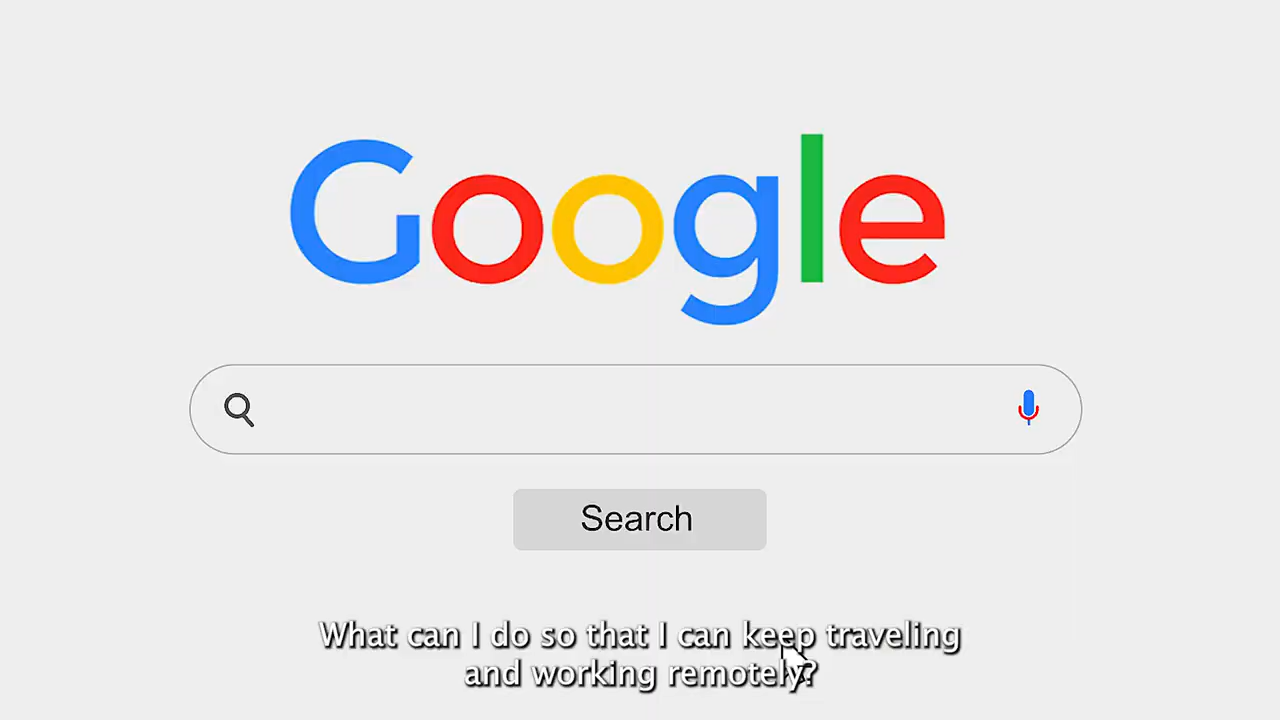 Google
Search
What can I do so that I can keep traveling
and working remotely?